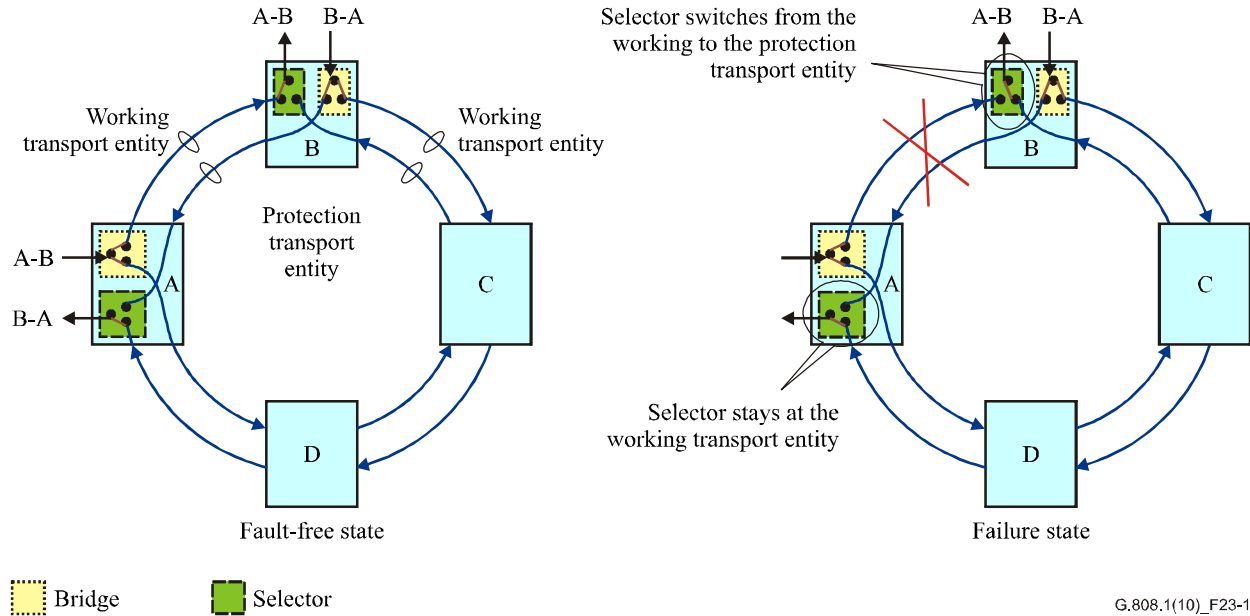 A-B
B-A
Working
transport entity
Working
transport entity
B
Protection
transport
entity
A-B
A
B-A
C
D
Fault-free state
Selector switches from the
working to the protection
transport entity
A-B
B-A
B
A
C
Selector stays at the
working transport entity
D
Failure state
Bridge
Selector
G.808.1(10)_F23-1